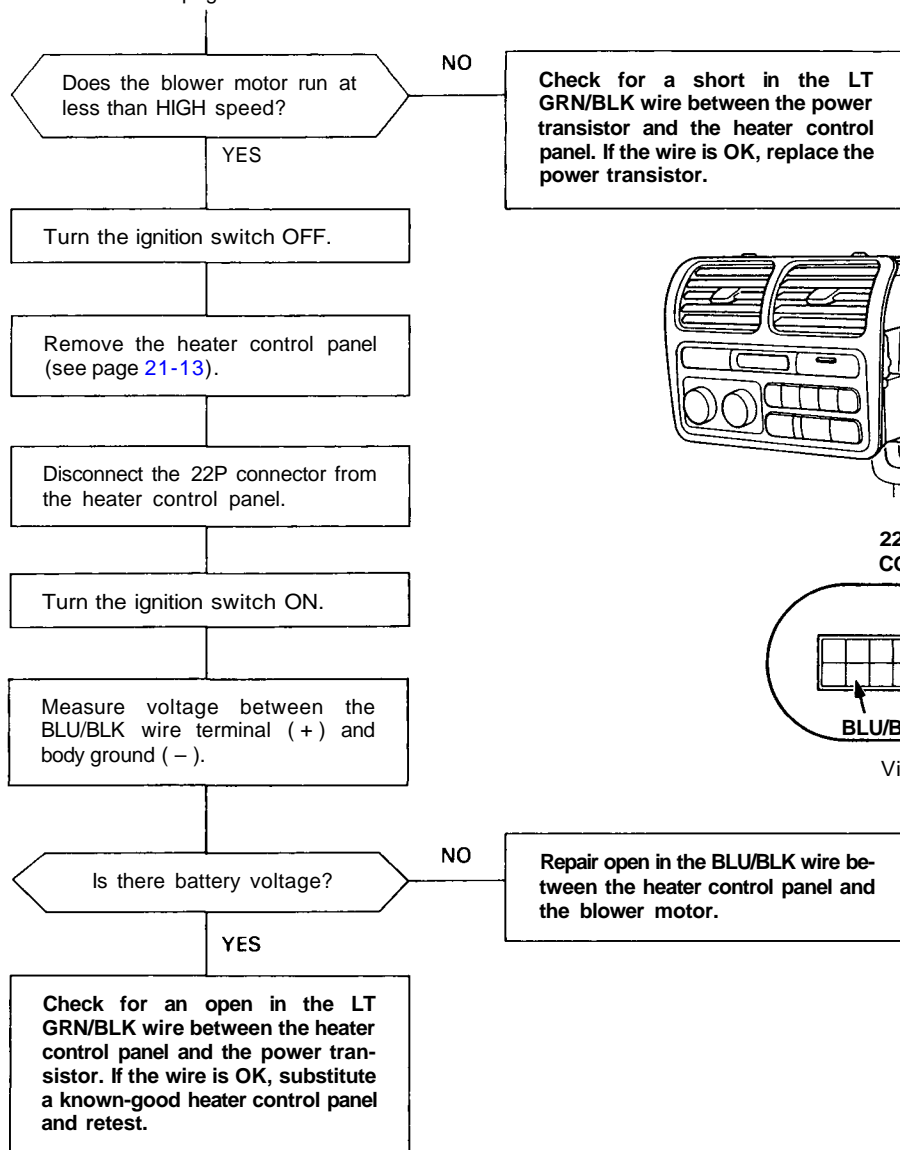 Does the blower motor run at
less than HIGH speed?
NO
Check for a short in the LT
GRN/BLK wire between the power
transistor and the heater control
panel. If the wire is OK, replace the
power transistor.
YES
Turn the ignition switch OFF.
Remove the heater control panel
(see page 21-13).
Disconnect the 22P connector from
the heater control panel.
Turn the ignition switch ON.
Measure voltage between the
BLU/BLK wire terminal ( + ) and
body ground ( – ).
22
CO
BLU/B
Vi
Is there battery voltage?
NO
Repair open in the BLU/BLK wire be-
tween the heater control panel and
the blower motor.
YES
Check for an open in the LT
GRN/BLK wire between the heater
control panel and the power tran-
sistor. If the wire is OK, substitute
a known-good heater control panel
and retest.